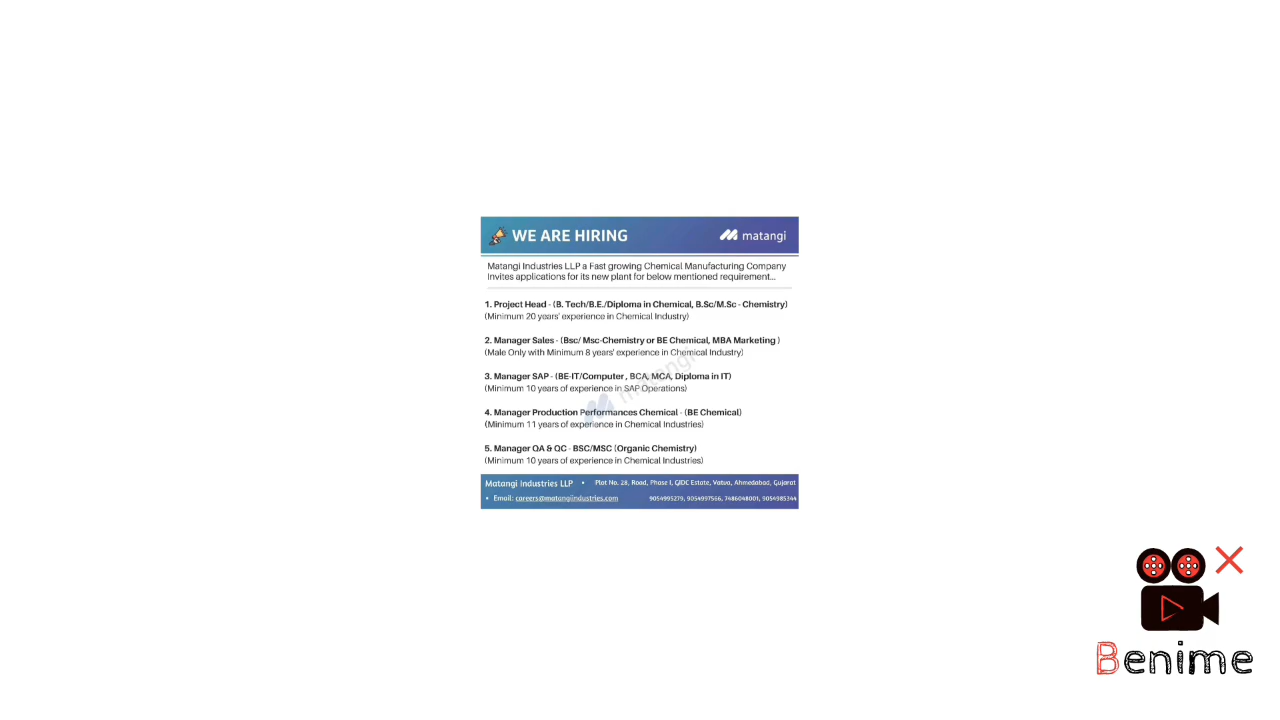 WE ARE HIRING
matangi
Matangi Industries LLP a Fast growing Chemical Manufacturing Company
Invites applications for its new plant for below mentioned requirement...
1. Project Head - (B. Tech/B.E./Diploma in Chemical, B.Sc/M.Sc - Chemistry)
(Minimum 20 years' experience in Chemical Industry)
2. Manager Sales - (Bsc/ Msc-Chemistry or BE Chemical, MBA Marketing )
(Male Only with Minimum 8 years' experience in Chemical Industry)
3. Manager SAP - (BE-IT/Computer , BCA, MCA, Diploma in IT)
(Minimum 10 years of experience in SAP Operations)
matangi
4. Manager Production Performances Chemical - (BE Chemical)
(Minimum 11 years of experience in Chemical Industries)
5. Manager QA & QC - BSC/MSC (Organic Chemistry)
(Minimum 10 years of experience in Chemical Industries)
Matangi Industries LLP • Plot No. 28, Road, Phase I, GIDC Estate, Vatva, Ahmedabad, Gujarat
• Email: careers@matangiindustries.com 9054995279, 9054997566, 7486048001, 9054985344
Benime